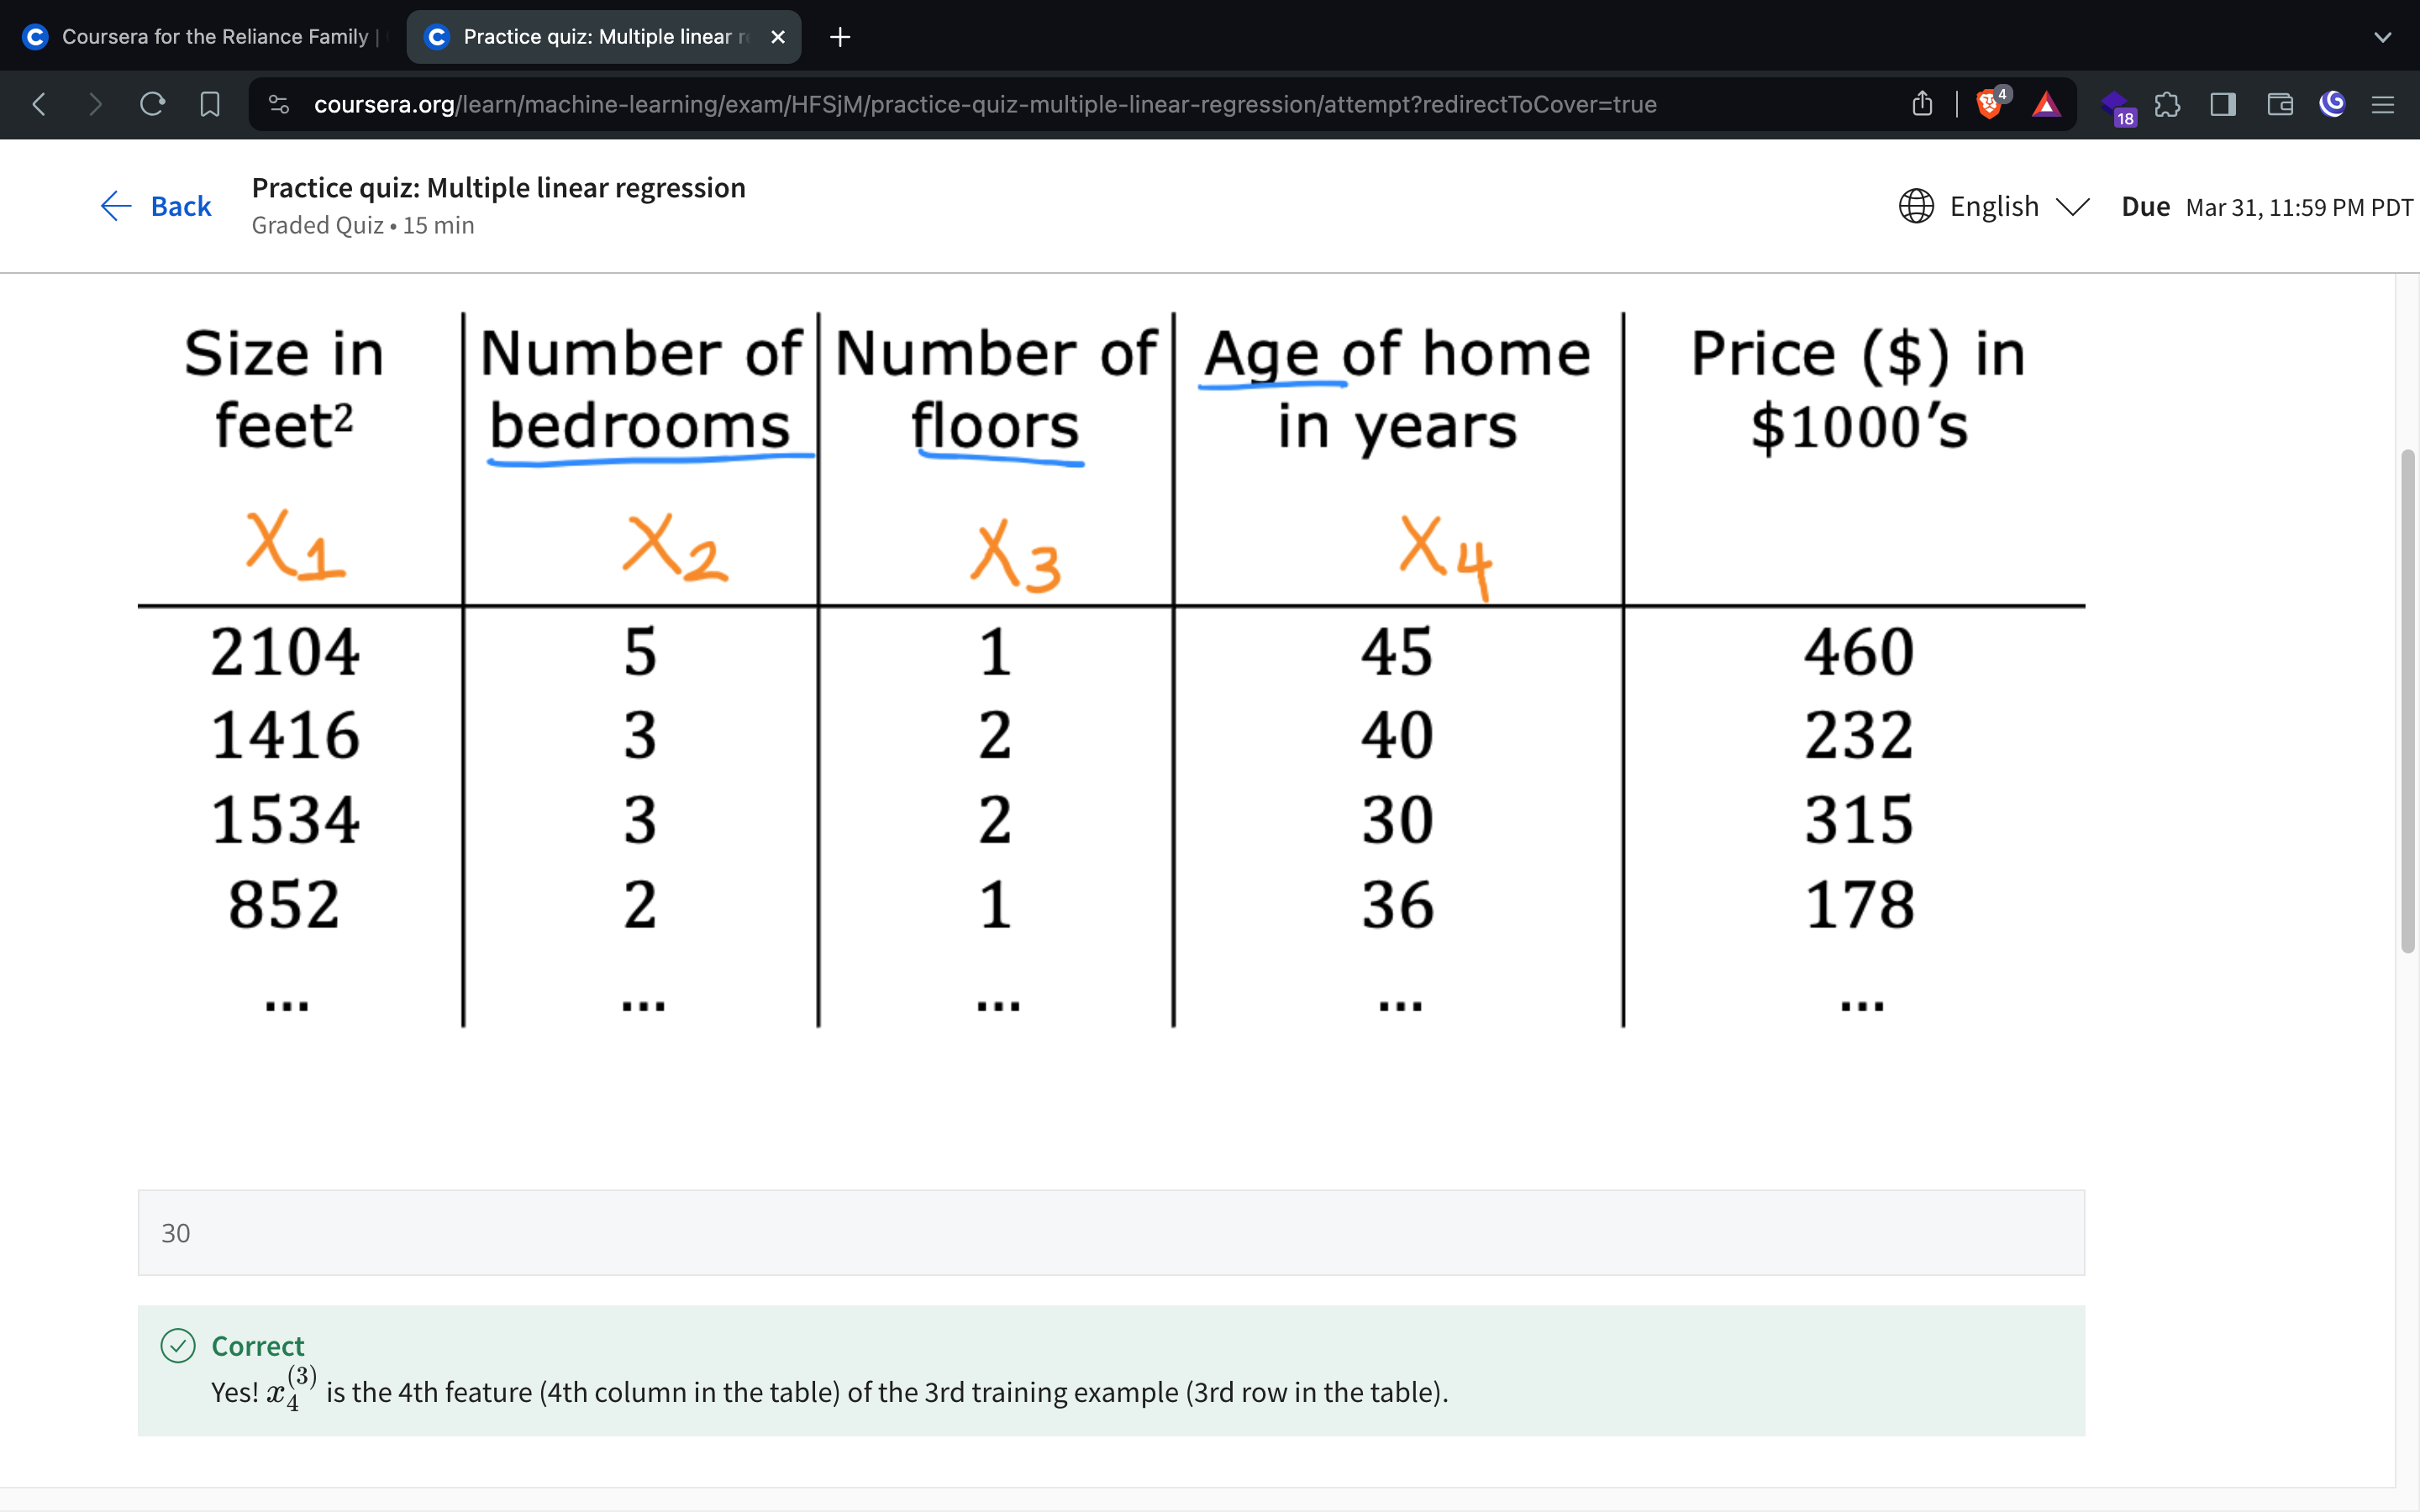 Coursera for the Reliance Family |
Practice quiz: Multiple linear r
coursera.org/learn/machine-learning/exam/HFSjM/practice-quiz-multiple-linear-regression/attempt?redirectToCover=true
4
18
Back
Practice quiz: Multiple linear regression
Graded Quiz • 15 min
English
Due Mar 31, 11:59 PM PDT
Size in feet² Number of bedrooms Number of floors Age of home in years Price ($) in $1000’s
X1 X2 X3 X4
2104 5 1 45 460
1416 3 2 40 232
1534 3 2 30 315
852 2 1 36 178
... ... ... ... ...
30
Correct
Yes! x₄⁽³⁾ is the 4th feature (4th column in the table) of the 3rd training example (3rd row in the table).